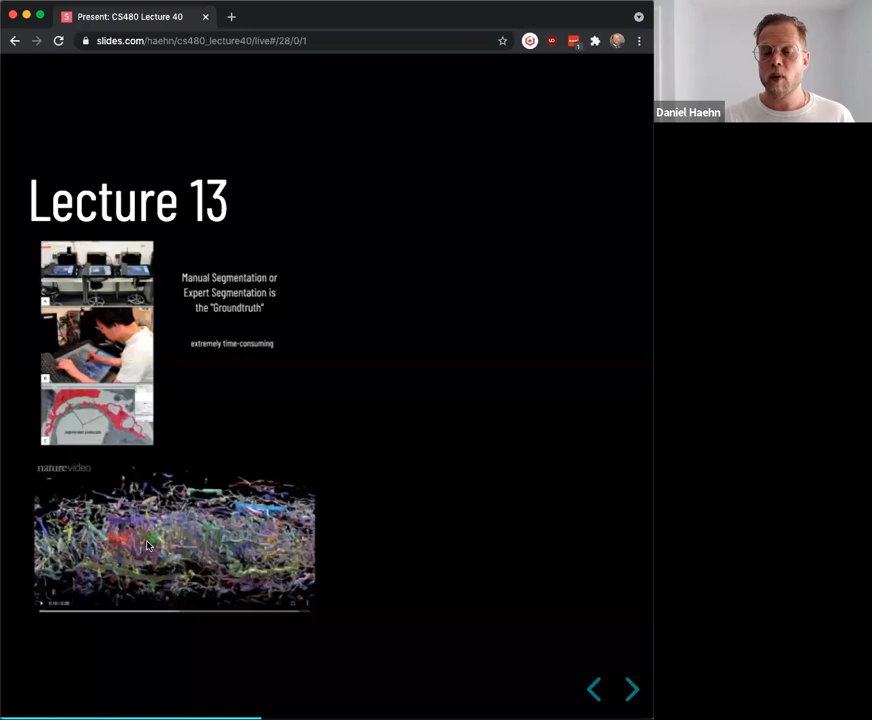 Present: CS480 Lecture 40
slides.com/haehn/cs480_lecture40/live#/28/0/1
Daniel Haehn
Lecture 13
Manual Segmentation or
Expert Segmentation is
the "Groundtruth"
extremely time-consuming
A
B
C
naturevideo